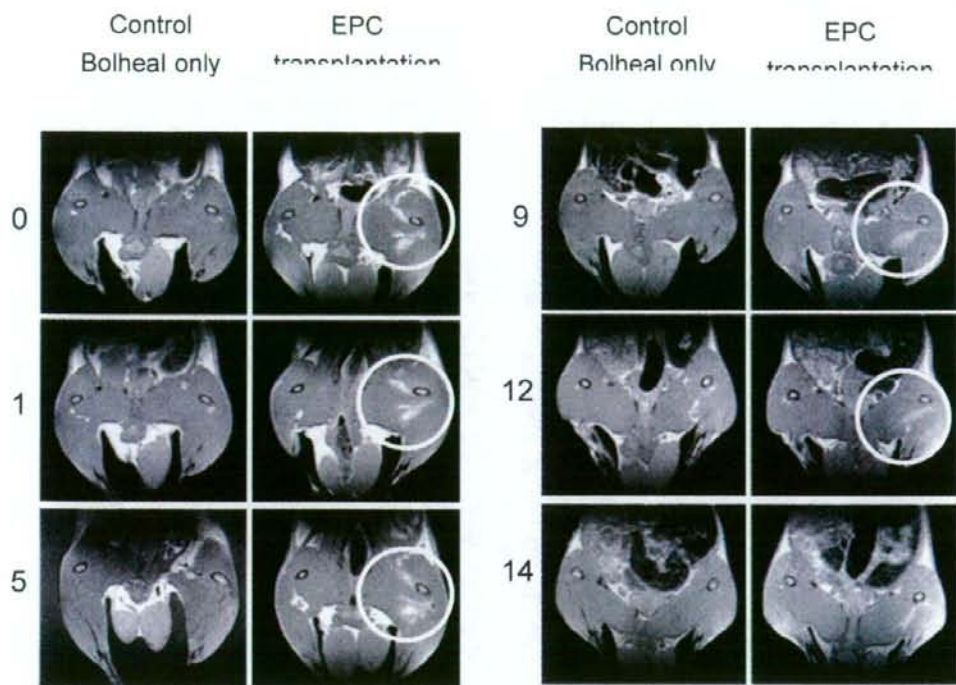 Control
Bolheal only
EPC
transplantation
Control
Bolheal only
EPC
transplantation
0
1
5
9
12
14